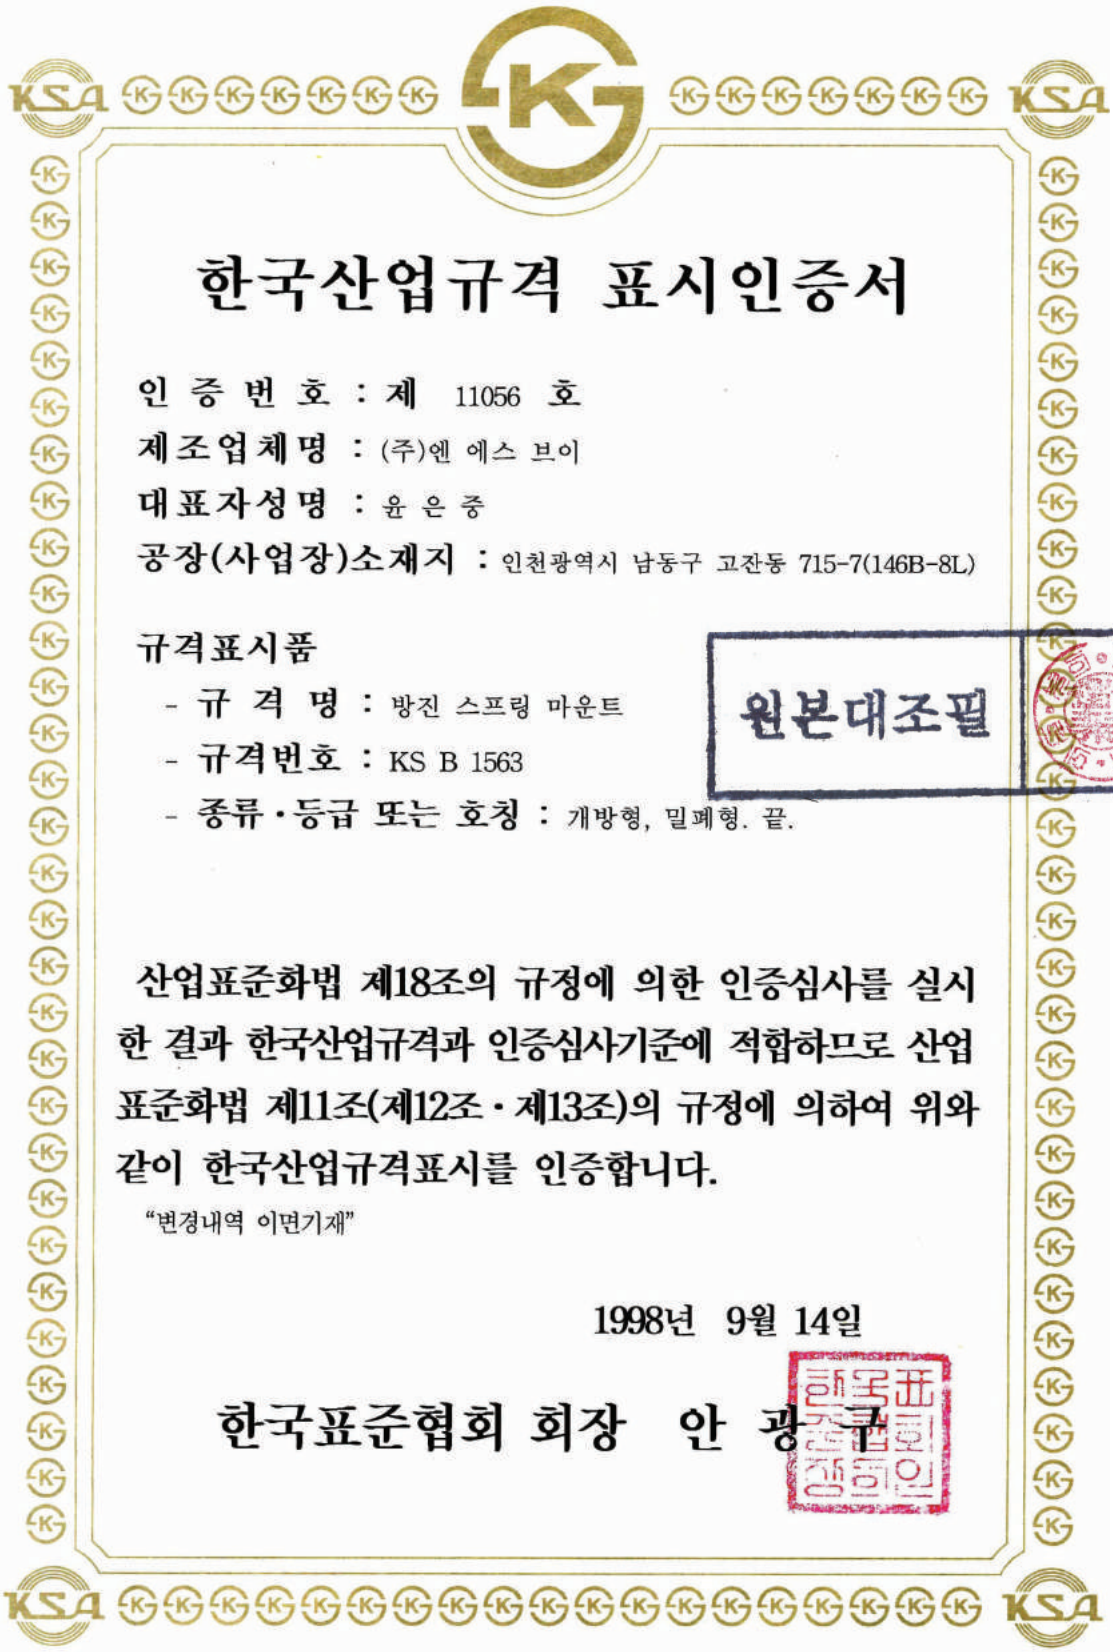 KSA
KSA
한국산업규격 표시인증서
인증번호 : 제 11056 호
제조업체명 : (주)엔 에스 브이
대표자성명 : 윤은중
공장(사업장)소재지 : 인천광역시 남동구 고잔동 715-7(146B-8L)
규격표시품
- 규격명 : 방진 스프링 마운트
원본대조필
- 규격번호 : KS B 1563
- 종류·등급 또는 호칭 : 개방형, 밀폐형. 끝.
산업표준화법 제18조의 규정에 의한 인증심사를 실시
한 결과 한국산업규격과 인증심사기준에 적합하므로 산업
표준화법 제11조(제12조·제13조)의 규정에 의하여 위와
같이 한국산업규격표시를 인증합니다.
“변경내역 이면기재”
1998년 9월 14일
한국표준협회 회장 안광구
KSA
KSA